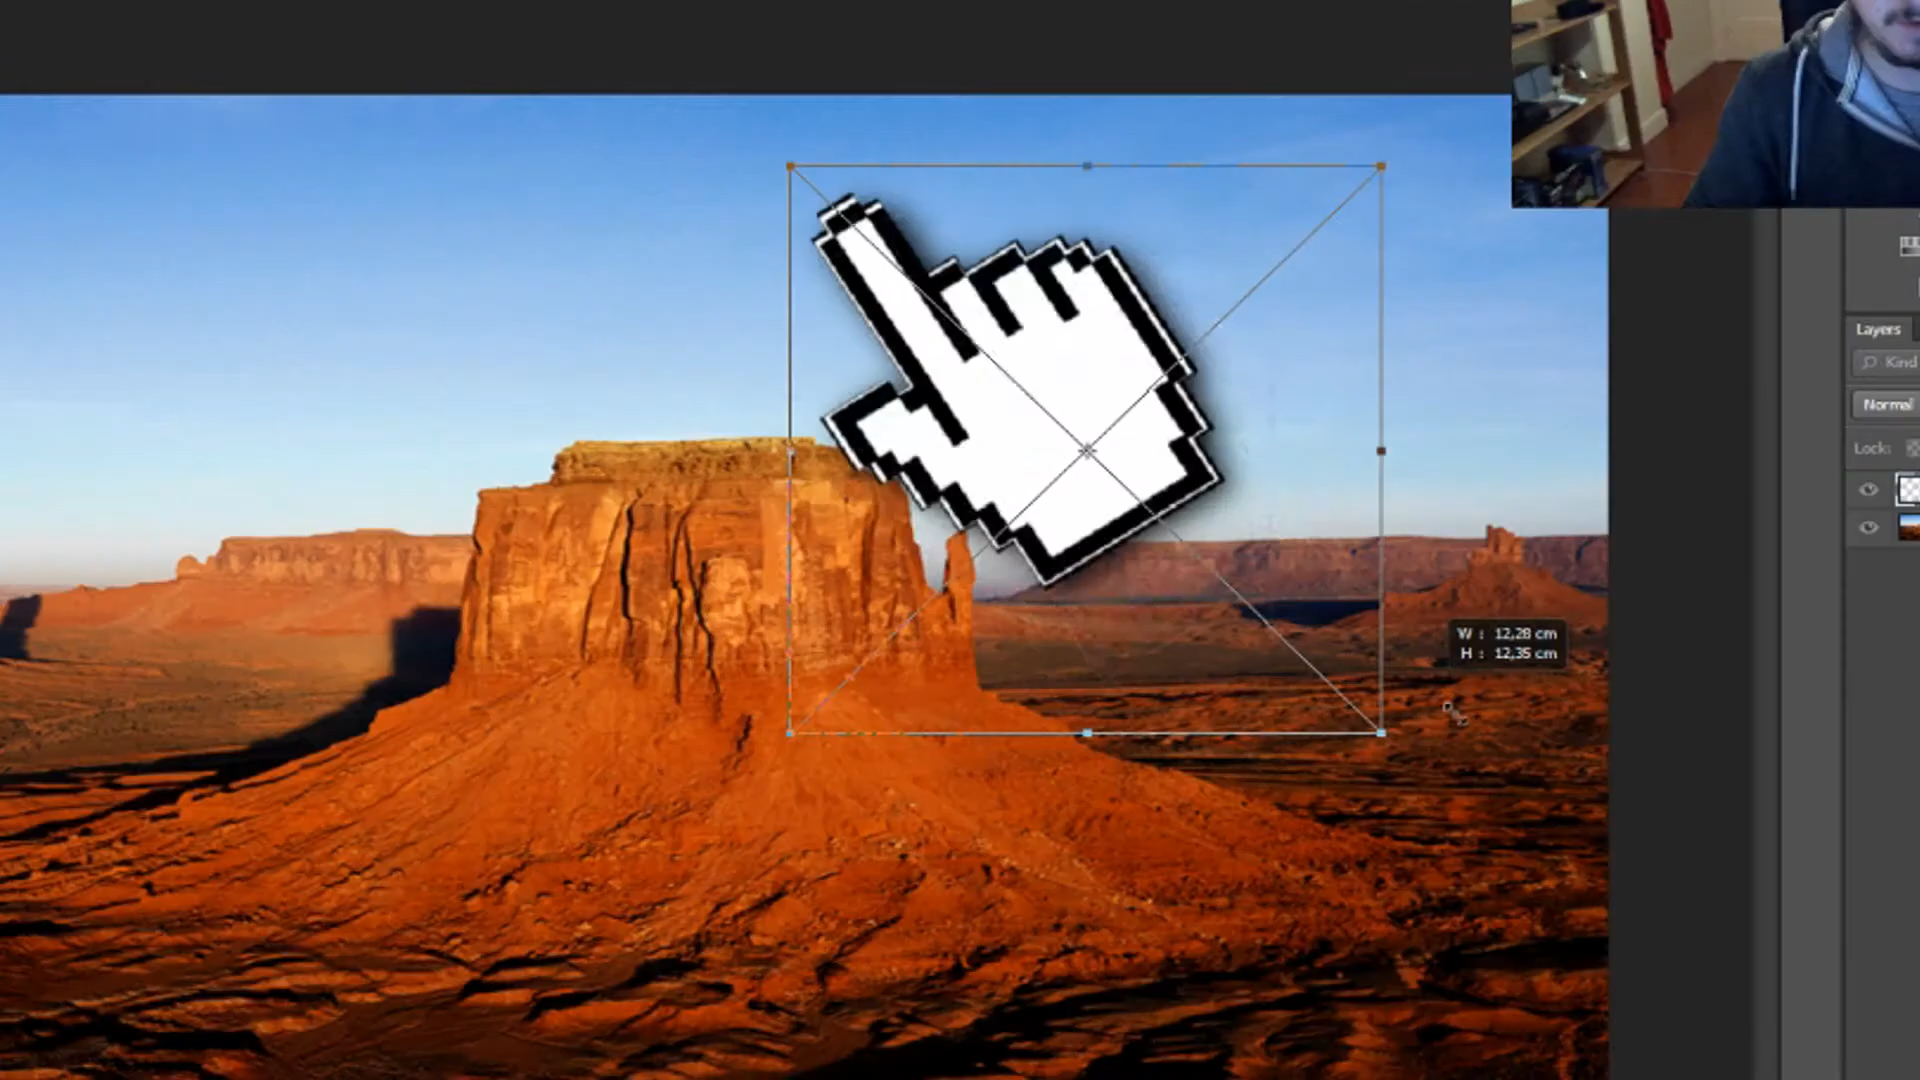 Layers
Kind
Normal
Lock:
W : 12,28 cm
H : 12,35 cm